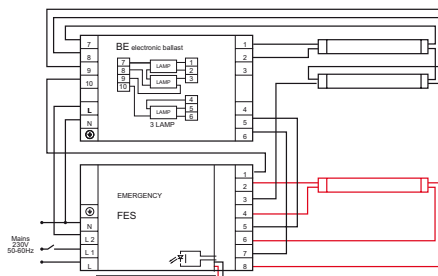 BE electronic ballast
7
8
9
10
L
N
7
8
9
10
LAMP
LAMP
LAMP
1
2
3
4
5
6
3 LAMP
1
2
3
4
5
6
EMERGENCY
FES
N
L 2
L 1
L
1
2
3
4
5
6
7
8
Mains
230V
50-60Hz